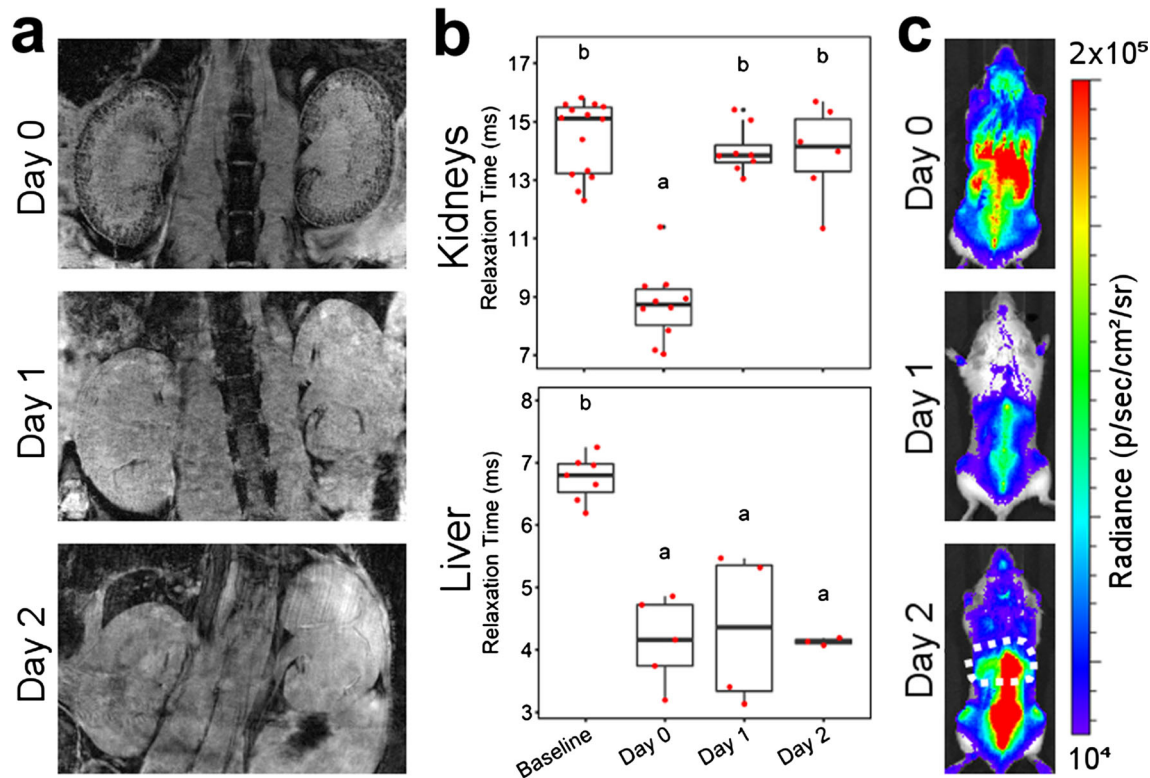 a
Day 0
Day 1
Day 2
b
Kidneys
Relaxation Time (ms)
17
15
13
11
9
7
b
a
b
b
Liver
Relaxation Time (ms)
8
7
6
5
4
3
b
a
a
a
Baseline
Day 0
Day 1
Day 2
c
Day 0
Day 1
Day 2
2x10⁵
Radiance (p/sec/cm²/sr)
10⁴